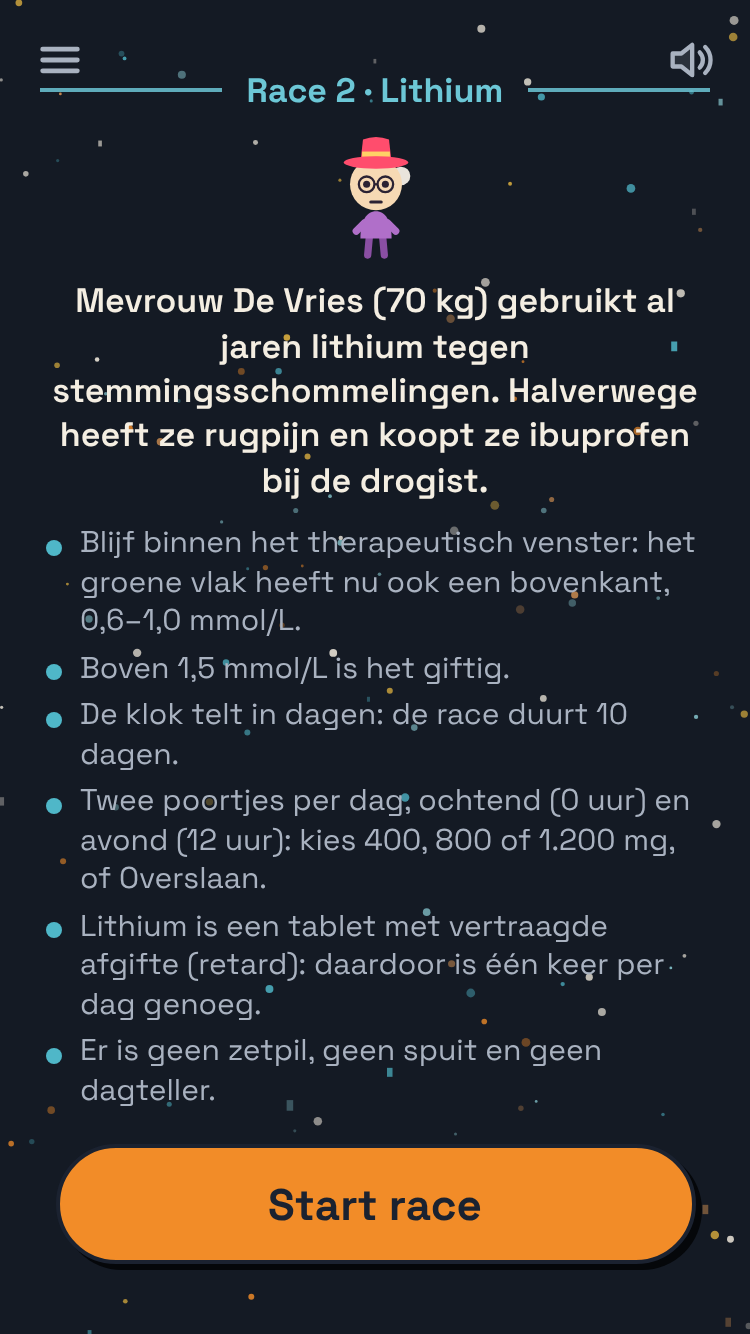 Race 2 · Lithium
Mevrouw De Vries (70 kg) gebruikt al
jaren lithium tegen
stemmingsschommelingen. Halverwege
heeft ze rugpijn en koopt ze ibuprofen
bij de drogist.
Blijf binnen het therapeutisch venster: het
groene vlak heeft nu ook een bovenkant,
0,6–1,0 mmol/L.
Boven 1,5 mmol/L is het giftig.
De klok telt in dagen: de race duurt 10
dagen.
Twee poortjes per dag, ochtend (0 uur) en
avond (12 uur): kies 400, 800 of 1.200 mg,
of Overslaan.
Lithium is een tablet met vertraagde
afgifte (retard): daardoor is één keer per
dag genoeg.
Er is geen zetpil, geen spuit en geen
dagteller.
Start race